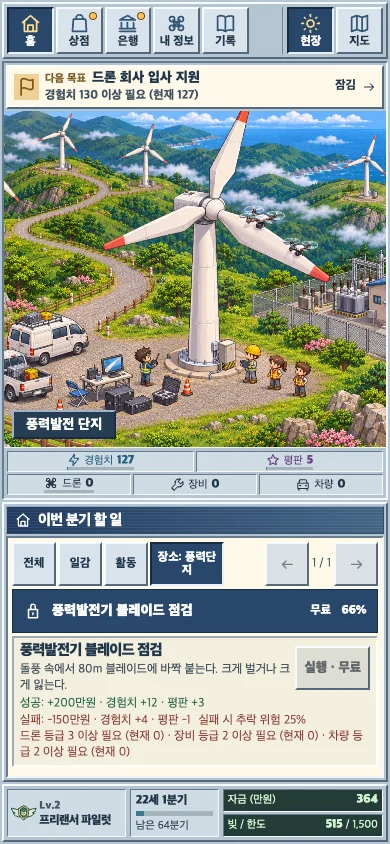 홈
상점
은행
내 정보
기록
현장
지도
다음 목표 드론 회사 입사 지원
경험치 130 이상 필요 (현재 127)
잠김 →
풍력발전 단지
경험치 127
평판 5
드론 0
장비 0
차량 0
이번 분기 할 일
전체
일감
활동
장소: 풍력단
지
← 1 / 1 →
풍력발전기 블레이드 점검 무료 66%
풍력발전기 블레이드 점검
돌풍 속에서 80m 블레이드에 바짝 붙는다. 크게 벌거나 크
게 잃는다.
실행 · 무료
성공: +200만원 · 경험치 +12 · 평판 +3
실패: -150만원 · 경험치 +4 · 평판 -1 실패 시 추락 위험 25%
드론 등급 3 이상 필요 (현재 0) · 장비 등급 2 이상 필요 (현재 0) · 차량 등
급 2 이상 필요 (현재 0)
Lv.2
프리랜서 파일럿
22세 1분기
남은 64분기
자금 (만원) 364
빚 / 한도 515 / 1,500